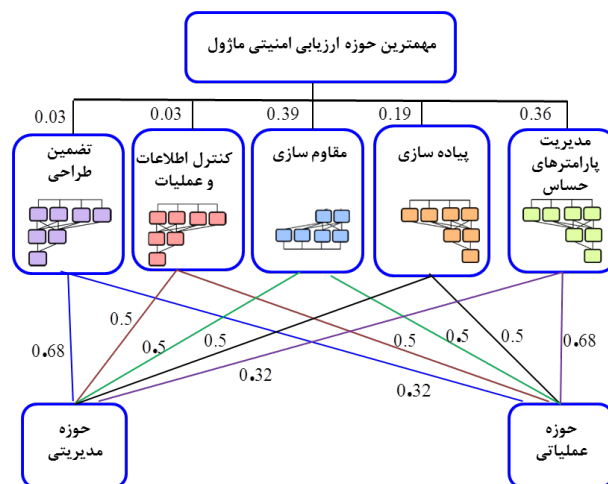 مهمترین حوزه ارزیابی امنیتی ماژول
0.03
0.03
0.39
0.19
0.36
مدیریت
پارامترهای
حساس
پیاده سازی
مقاوم سازی
کنترل اطلاعات
و عملیات
تضمین
طراحی
0.68
0.5
0.5
0.5
0.32
0.32
0.5
0.5
0.5
0.68
حوزه
عملیاتی
حوزه
مدیریتی